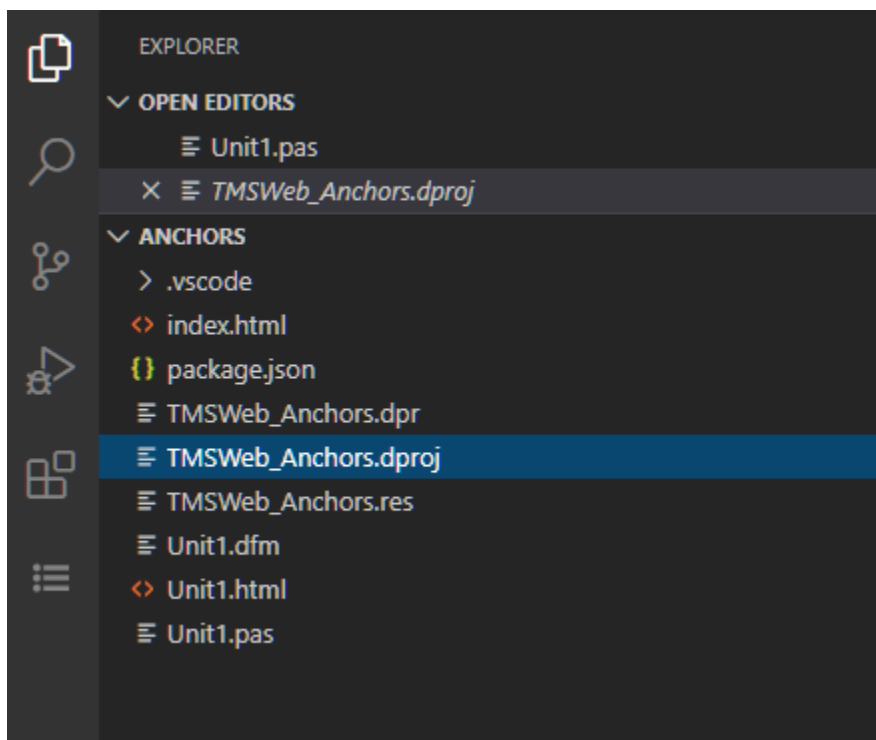 EXPLORER
OPEN EDITORS
Unit1.pas
TMSWeb_Anchors.dproj
ANCHORS
.vscode
index.html
package.json
TMSWeb_Anchors.dpr
TMSWeb_Anchors.dproj
TMSWeb_Anchors.res
Unit1.dfm
Unit1.html
Unit1.pas